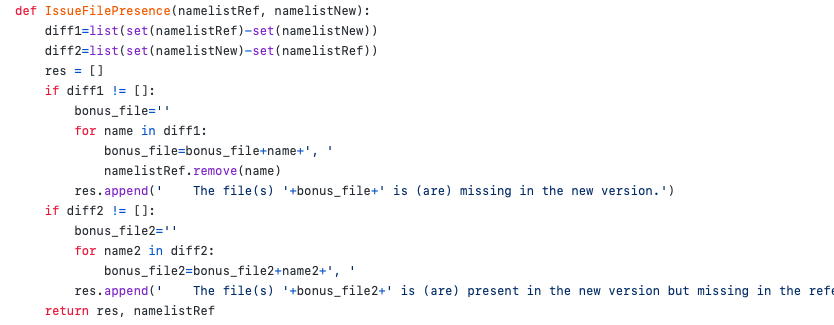 def IssueFilePresence(namelistRef, namelistNew):
    diff1=list(set(namelistRef)-set(namelistNew))
    diff2=list(set(namelistNew)-set(namelistRef))
    res = []
    if diff1 != []:
        bonus_file=''
        for name in diff1:
            bonus_file=bonus_file+name+', '
            namelistRef.remove(name)
        res.append('    The file(s) '+bonus_file+' is (are) missing in the new version.')
    if diff2 != []:
        bonus_file2=''
        for name2 in diff2:
            bonus_file2=bonus_file2+name2+', '
        res.append('    The file(s) '+bonus_file2+' is (are) present in the new version but missing in the
    return res, namelistRef